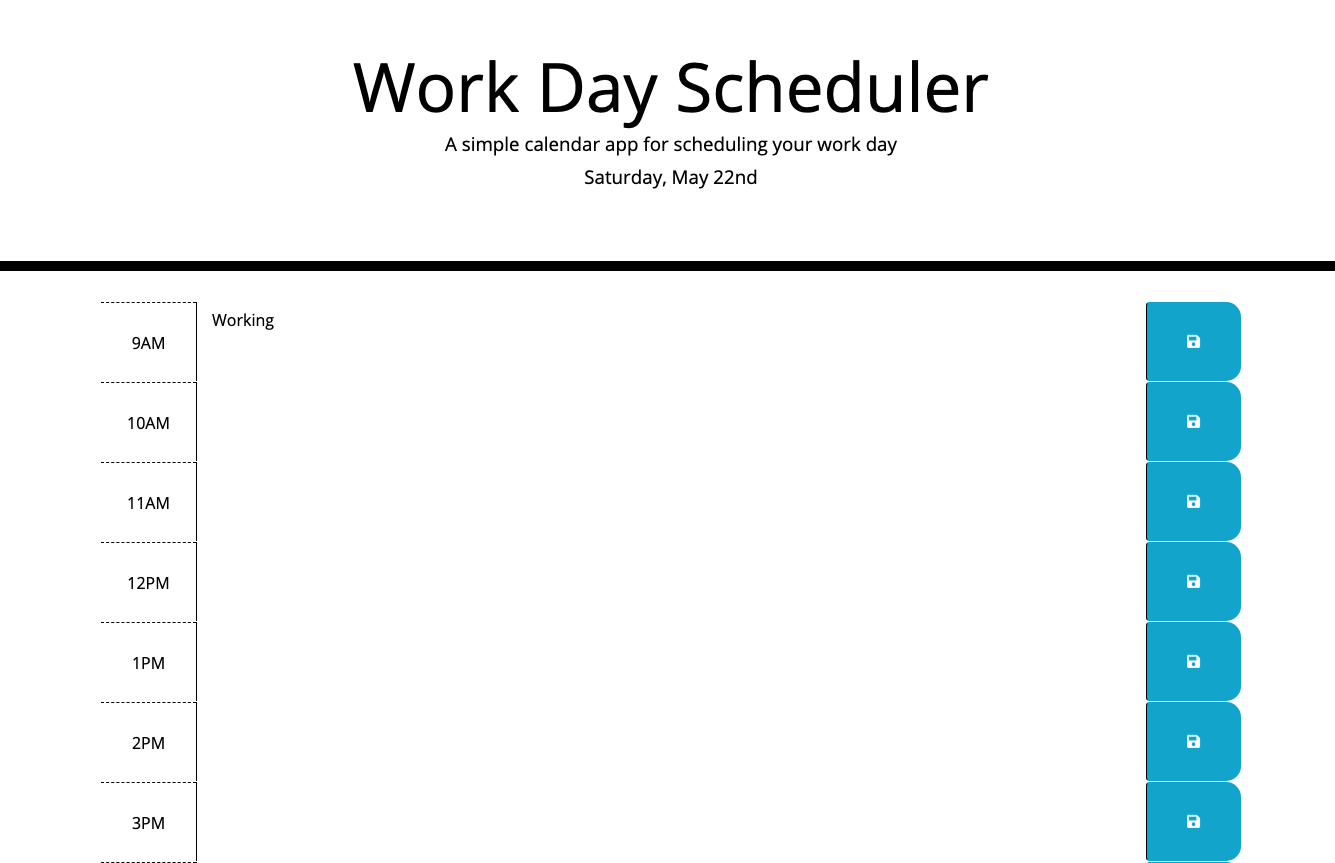 Work Day Scheduler
A simple calendar app for scheduling your work day
Saturday, May 22nd
9AM
Working
10AM
11AM
12PM
1PM
2PM
3PM